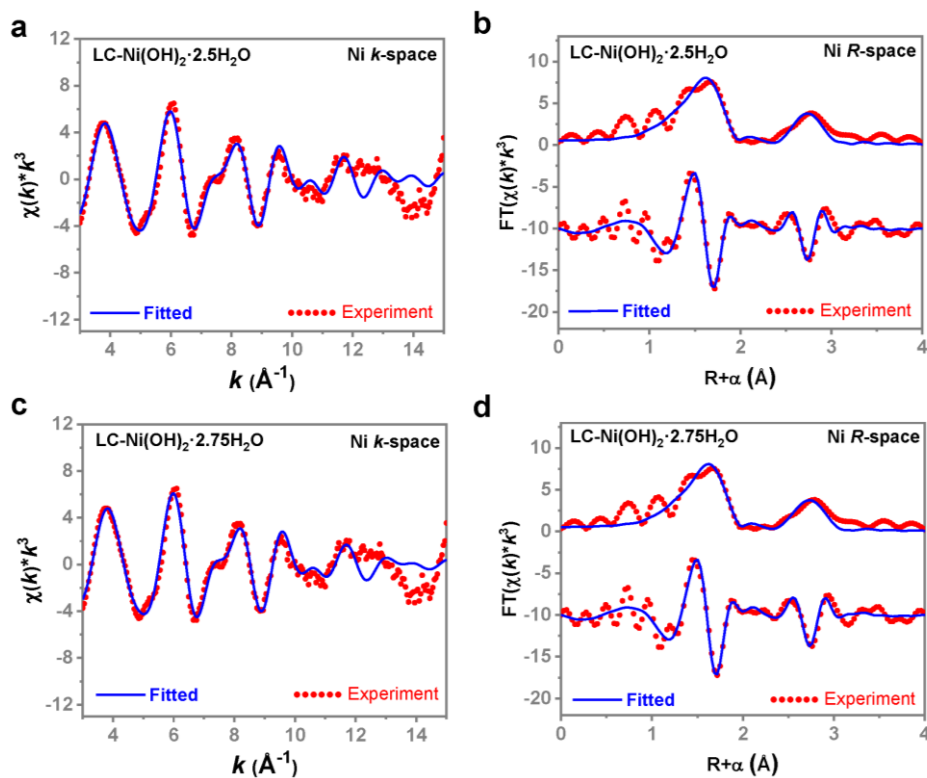 a
LC-Ni(OH)₂·2.5H₂O Ni k-space
12
8
4
0
-4
-8
-12
χ(k)*k³
Fitted Experiment
4 6 8 10 12 14
k (Å⁻¹)
b
LC-Ni(OH)₂·2.5H₂O Ni R-space
10
5
0
-5
-10
-15
-20
FT(χ(k)*k³)
Fitted Experiment
0 1 2 3 4
R+α (Å)
c
LC-Ni(OH)₂·2.75H₂O Ni k-space
12
8
4
0
-4
-8
-12
χ(k)*k³
Fitted Experiment
4 6 8 10 12 14
k (Å⁻¹)
d
LC-Ni(OH)₂·2.75H₂O Ni R-space
10
5
0
-5
-10
-15
-20
FT(χ(k)*k³)
Fitted Experiment
0 1 2 3 4
R+α (Å)